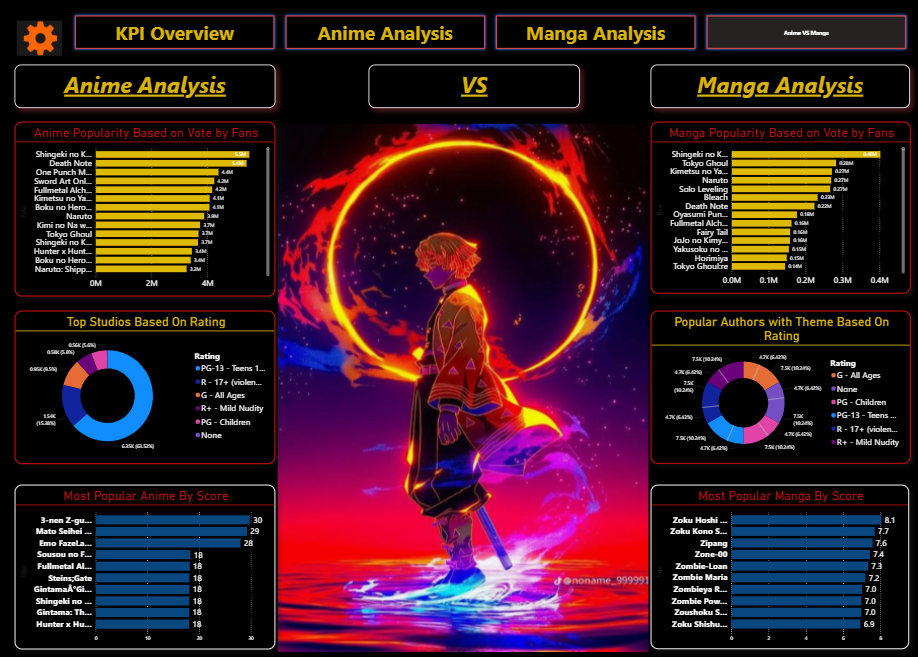 KPI Overview
Anime Analysis
Manga Analysis
Anime VS Manga
Anime Analysis
VS
Manga Analysis
Anime Popularity Based on Vote by Fans
Shingeki no K... 5.5M
Death Note 5.4M
One Punch M... 4.4M
Sword Art Onl... 4.2M
Fullmetal Alch... 4.2M
Kimetsu no Ya... 4.1M
Boku no Hero... 4.1M
Naruto 3.9M
Kimi no Na w... 3.7M
Tokyo Ghoul 3.7M
Shingeki no K... 3.7M
Hunter x Hunt... 3.4M
Boku no Hero... 3.4M
Naruto: Shipp... 3.2M
0M 2M 4M
Manga Popularity Based on Vote by Fans
Shingeki no K... 0.40M
Tokyo Ghoul 0.28M
Kimetsu no Ya... 0.27M
Naruto 0.27M
Solo Leveling 0.27M
Bleach 0.23M
Death Note 0.22M
Oyasumi Pun... 0.18M
Fullmetal Alch... 0.16M
Fairy Tail 0.16M
JoJo no Kimy... 0.16M
Yakusoku no ... 0.15M
Horimiya 0.15M
Tokyo Ghoul:re 0.14M
0.0M 0.1M 0.2M 0.3M 0.4M
Top Studios Based On Rating
0.56K (5.6%)
0.58K (5.8%)
0.95K (9.5%)
1.54K
(15.38%)
6.35K (63.52%)
Rating
PG-13 - Teens 1...
R - 17+ (violen...
G - All Ages
R+ - Mild Nudity
PG - Children
None
Popular Authors with Theme Based On
Rating
4.7K (6.42%)
7.5K (10.24%)
4.7K (6.42%)
7.5K
(10.24%)
4.7K (6.42%)
7.5K (10.24%)
4.7K (6.42%)
7.5K (10.24%)
4.7K (6.42%)
7.5K
(10.24%)
4.7K (6.42%)
7.5K (10.24%)
Rating
G - All Ages
None
PG - Children
PG-13 - Teens ...
R - 17+ (violen...
R+ - Mild Nudity
Most Popular Anime By Score
3-nen Z-gu... 30
Mato Seihei ... 29
Emo FazeLa... 28
Sousou no F... 18
Fullmetal Al... 18
Steins;Gate 18
GintamaÂ°Gi... 18
Shingeki no ... 18
Gintama: Th... 18
Hunter x Hu... 18
0 10 20 30
@noname_999991
Most Popular Manga By Score
Zoku Hoshi ... 8.1
Zoku Kono S... 7.7
Zipang 7.6
Zone-00 7.4
Zombie-Loan 7.3
Zombie Maria 7.2
Zombieya R... 7.0
Zombie Pow... 7.0
Zoushoku S... 7.0
Zoku Shishu... 6.9
0 2 4 6 8